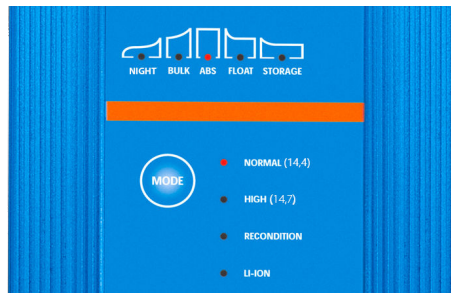 NIGHT BULK ABS FLOAT STORAGE
NORMAL (14,4)
MODE
HIGH (14,7)
RECONDITION
LI-ION